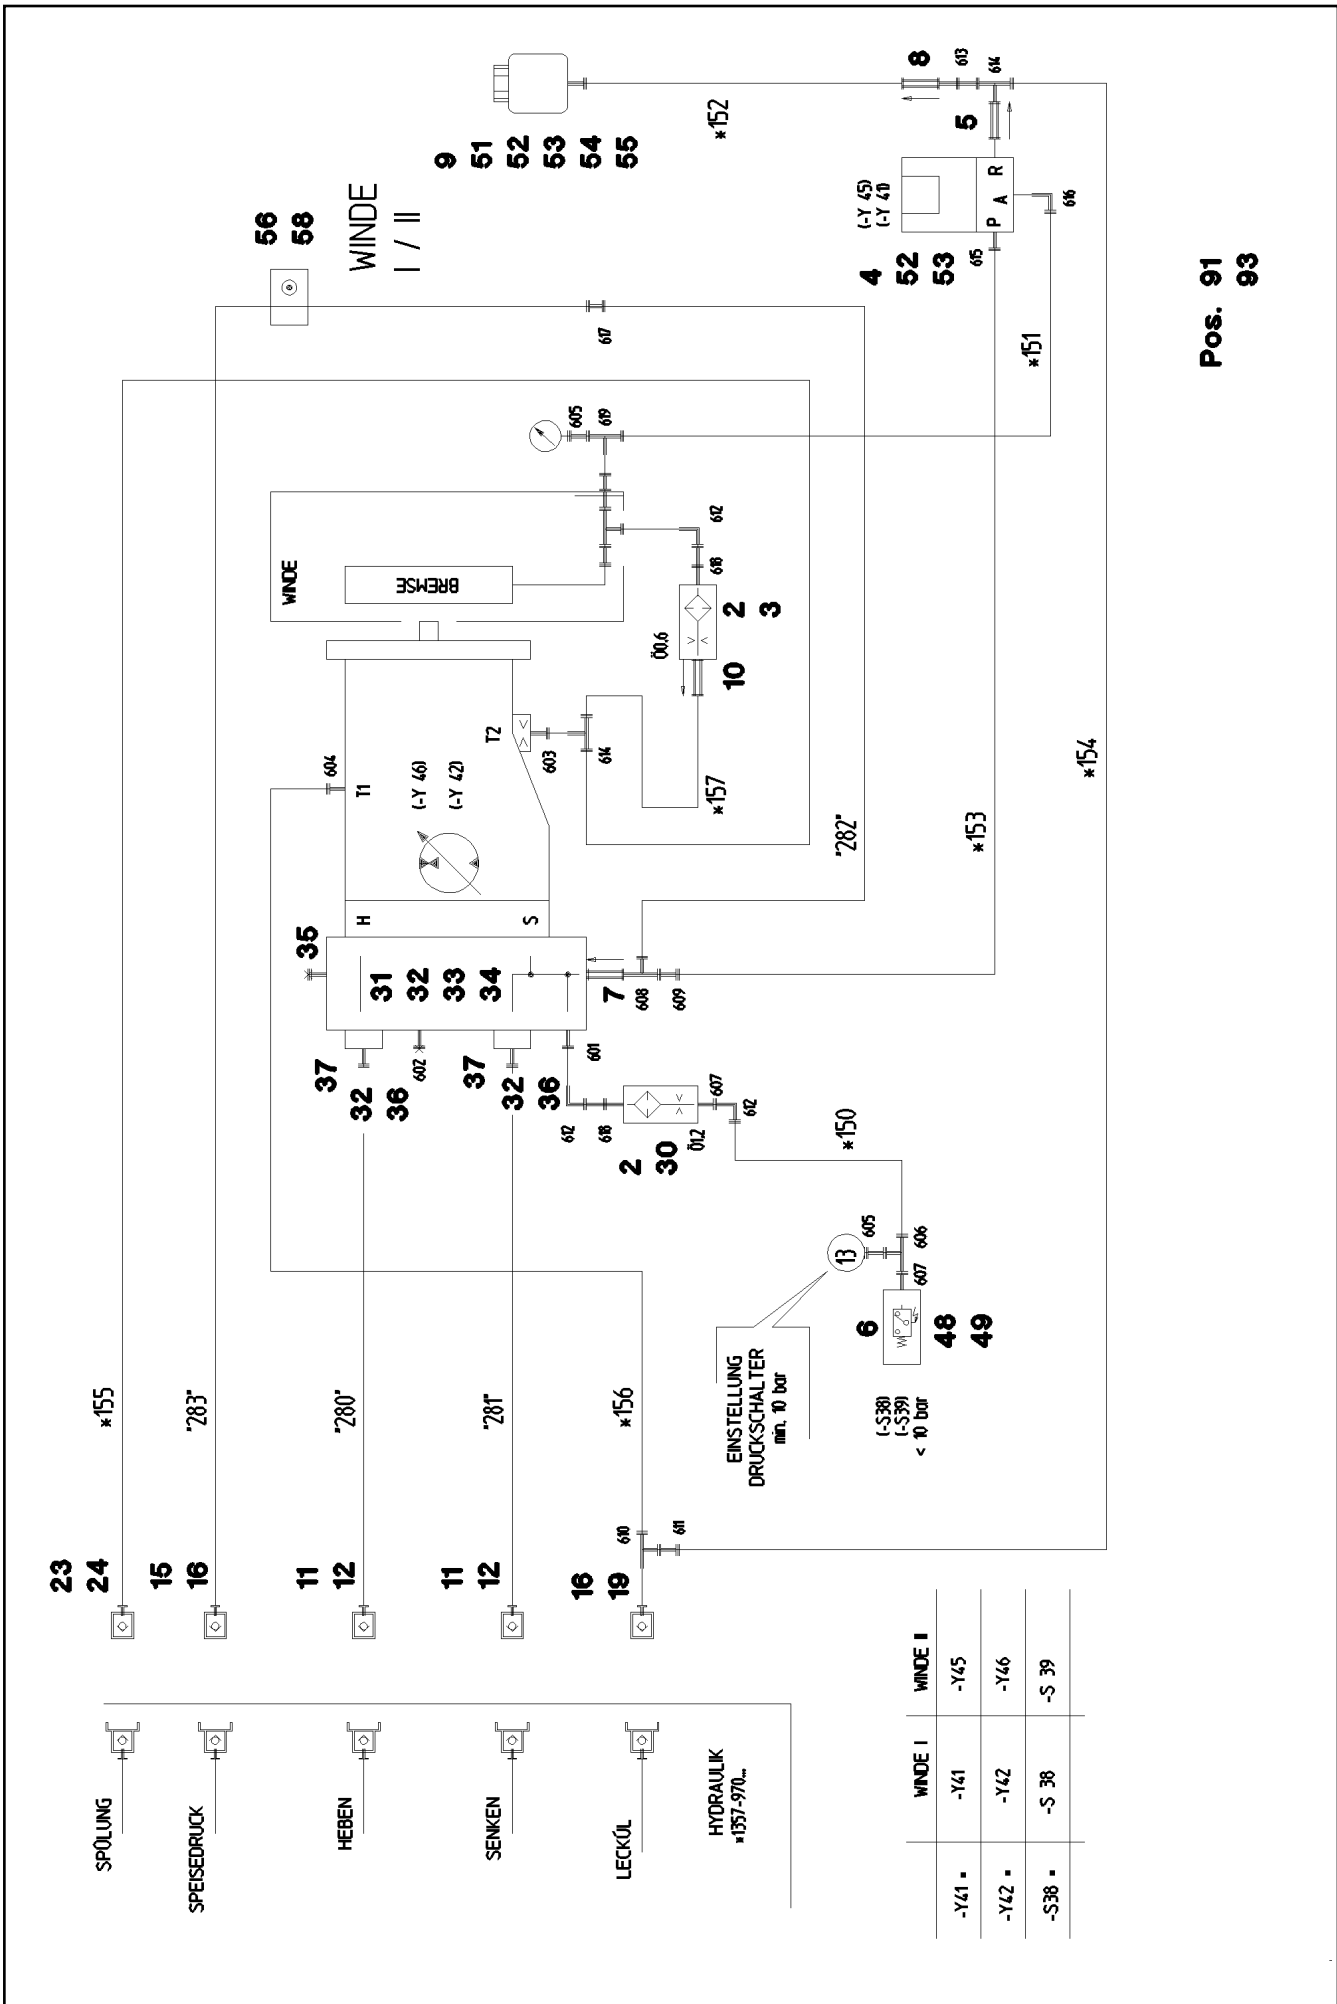 SPÖLUNG
SPEISEDRUCK
HEBEN
SENKEN
LECKÖL
HYDRAULIK
*1357-970...
23
24
15
16
11
12
11
12
16
19
*155
"283"
"280"
"281"
*156
610
611
EINSTELLUNG
DRUCKSCHALTER
min. 10 bar
13
605
606
607
6
48
49
(-S38)
(-S39)
< 10 bar
*150
37
32
36
602
37
32
36
601
612
618
2
30
Ö1.2
607
612
35
31
32
33
34
7
608
609
H
S
604
T1
(-Y 46)
(-Y 42)
T2
603
614
*157
"282"
*153
*154
WINDE
BREMSE
Ö0.6
10
2
3
618
612
605
619
617
56
58
WINDE
I / II
9
51
52
53
54
55
*152
8
613
614
5
(-Y 45)
(-Y 41)
P A R
4
52
53
615
616
*151
Pos. 91
93
WINDE I WINDE II
-Y41 = -Y41 -Y45
-Y42 = -Y42 -Y46
-S38 = -S 38 -S 39